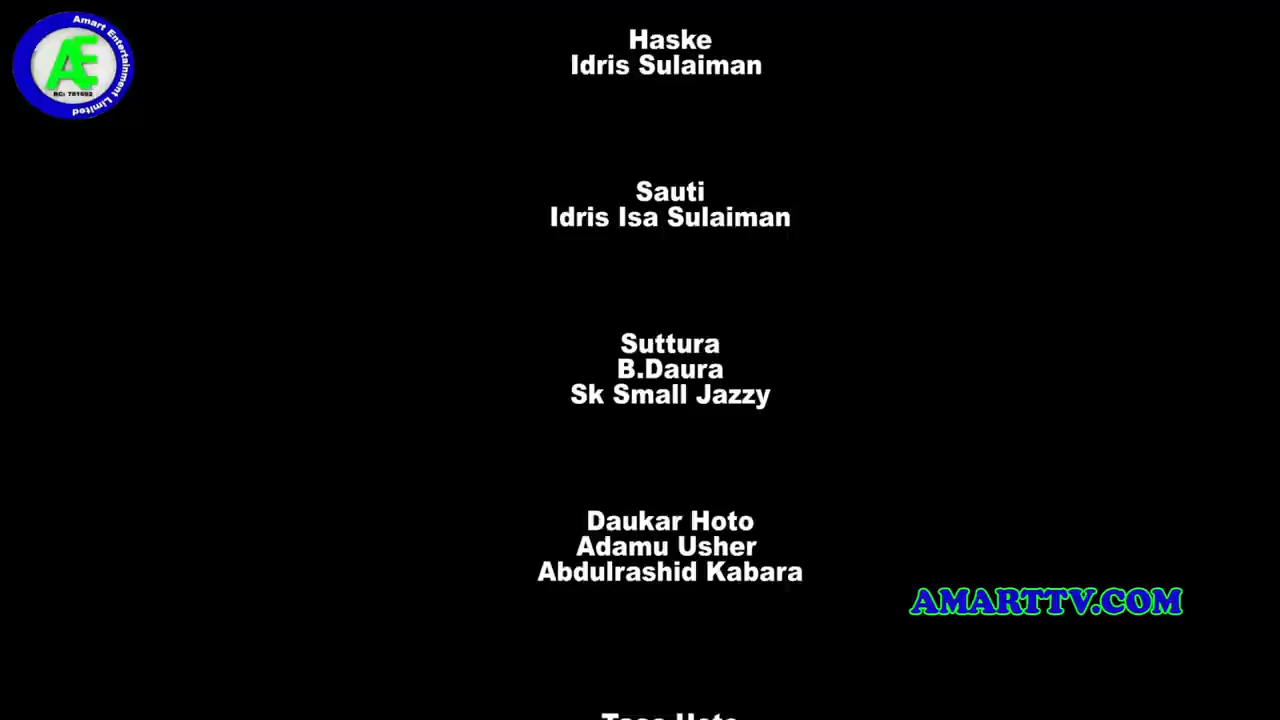 Amart Entertainment Limited
AE
RC: 781602
Haske
Idris Sulaiman
Sauti
Idris Isa Sulaiman
Suttura
B.Daura
Sk Small Jazzy
Daukar Hoto
Adamu Usher
Abdulrashid Kabara
AMARTTV.COM